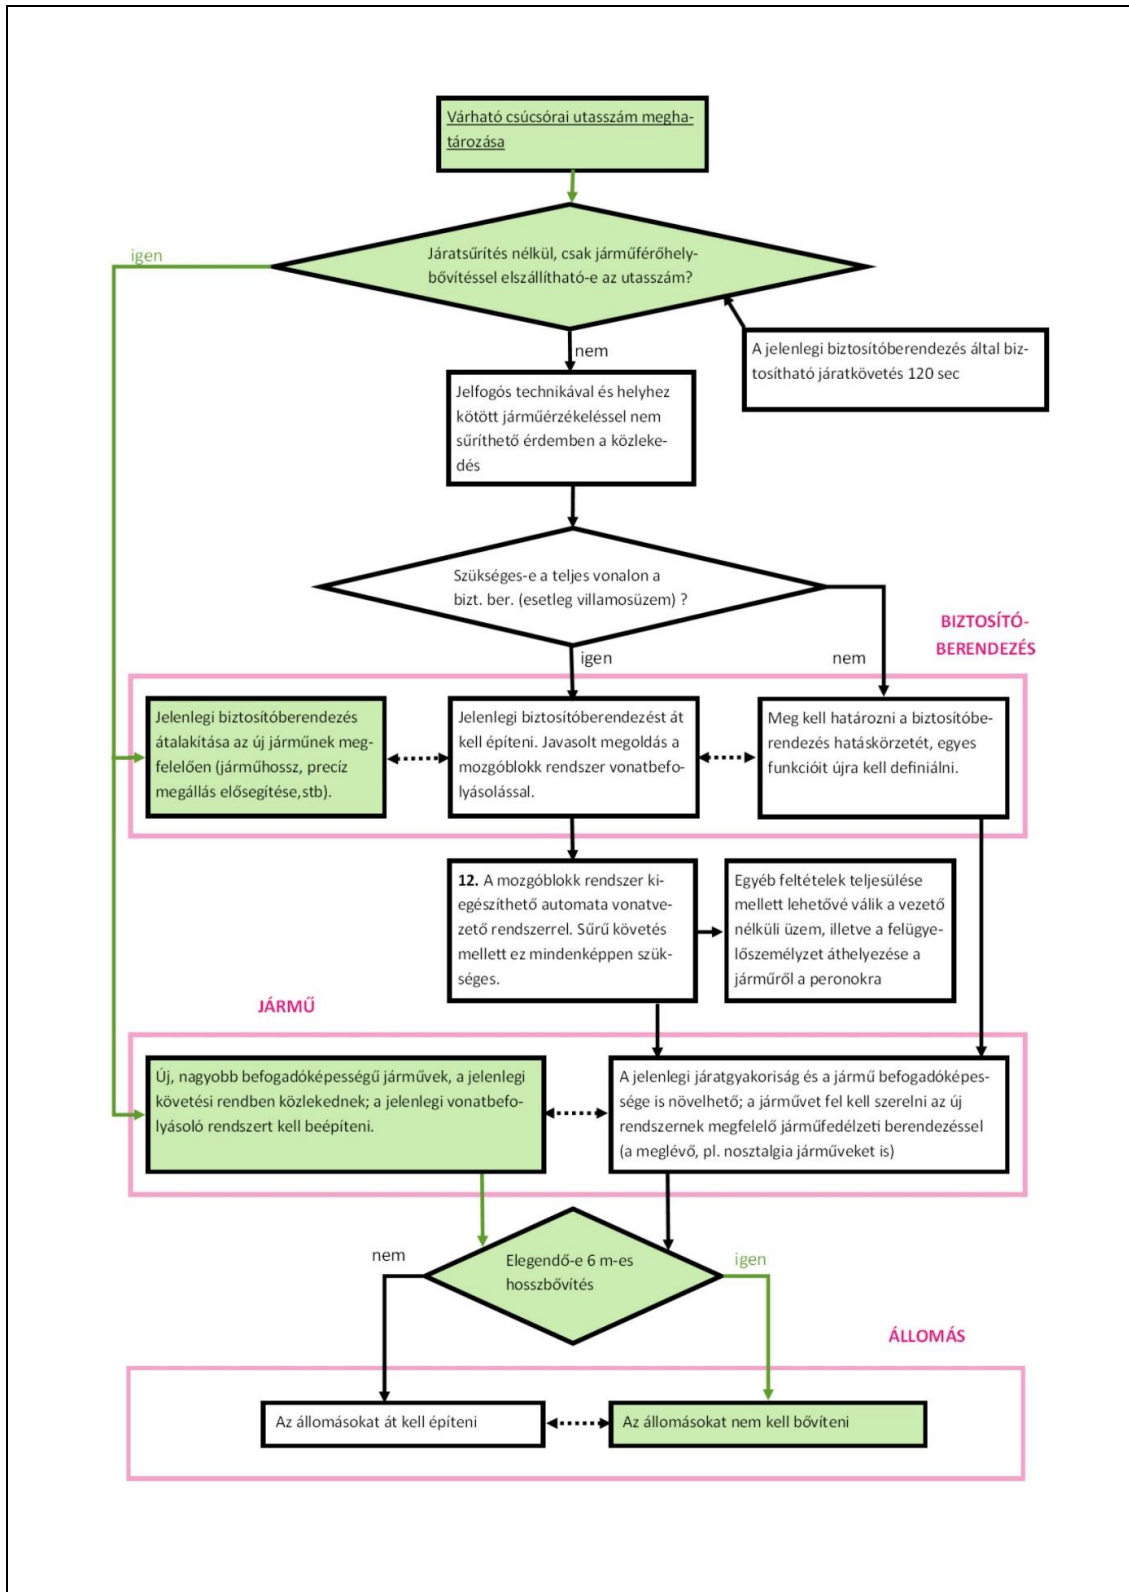 Várható csúcsórai utasszám megha-
tározása
igen
Járatsűrítés nélkül, csak járműférőhely-
bővítéssel elszállítható-e az utasszám?
nem
A jelenlegi biztosítóberendezés által biz-
tosítható járatkövetés 120 sec
Jelfogós technikával és helyhez
kötött járműérzékeléssel nem
sűríthető érdemben a közleke-
dés
Szükséges-e a teljes vonalon a
bizt. ber. (esetleg villamosüzem) ?
igen
nem
BIZTOSÍTÓ-
BERENDEZÉS
Jelenlegi biztosítóberendezés
átalakítása az új járműnek meg-
felelően (járműhossz, precíz
megállás elősegítése,stb).
Jelenlegi biztosítóberendezést át
kell építeni. Javasolt megoldás a
mozgóblokk rendszer vonatbefo-
lyásolással.
Meg kell határozni a biztosítóbe-
rendezés hatáskörzetét, egyes
funkcióit újra kell definiálni.
12. A mozgóblokk rendszer ki-
egészíthető automata vonatve-
zető rendszerrel. Sűrű követés
mellett ez mindenképpen szük-
séges.
Egyéb feltételek teljesülése
mellett lehetővé válik a vezető
nélküli üzem, illetve a felügye-
lőszemélyzet áthelyezése a
járműről a peronokra
JÁRMŰ
Új, nagyobb befogadóképességű járművek, a jelenlegi
követési rendben közlekednek; a jelenlegi vonatbefo-
lyásoló rendszert kell beépíteni.
A jelenlegi járatgyakoriság és a jármű befogadóképes-
sége is növelhető; a járművet fel kell szerelni az új
rendszernek megfelelő járműfedélzeti berendezéssel
(a meglévő, pl. nosztalgia járműveket is)
nem
Elegendő-e 6 m-es
hosszbővítés
igen
ÁLLOMÁS
Az állomásokat át kell építeni
Az állomásokat nem kell bővíteni